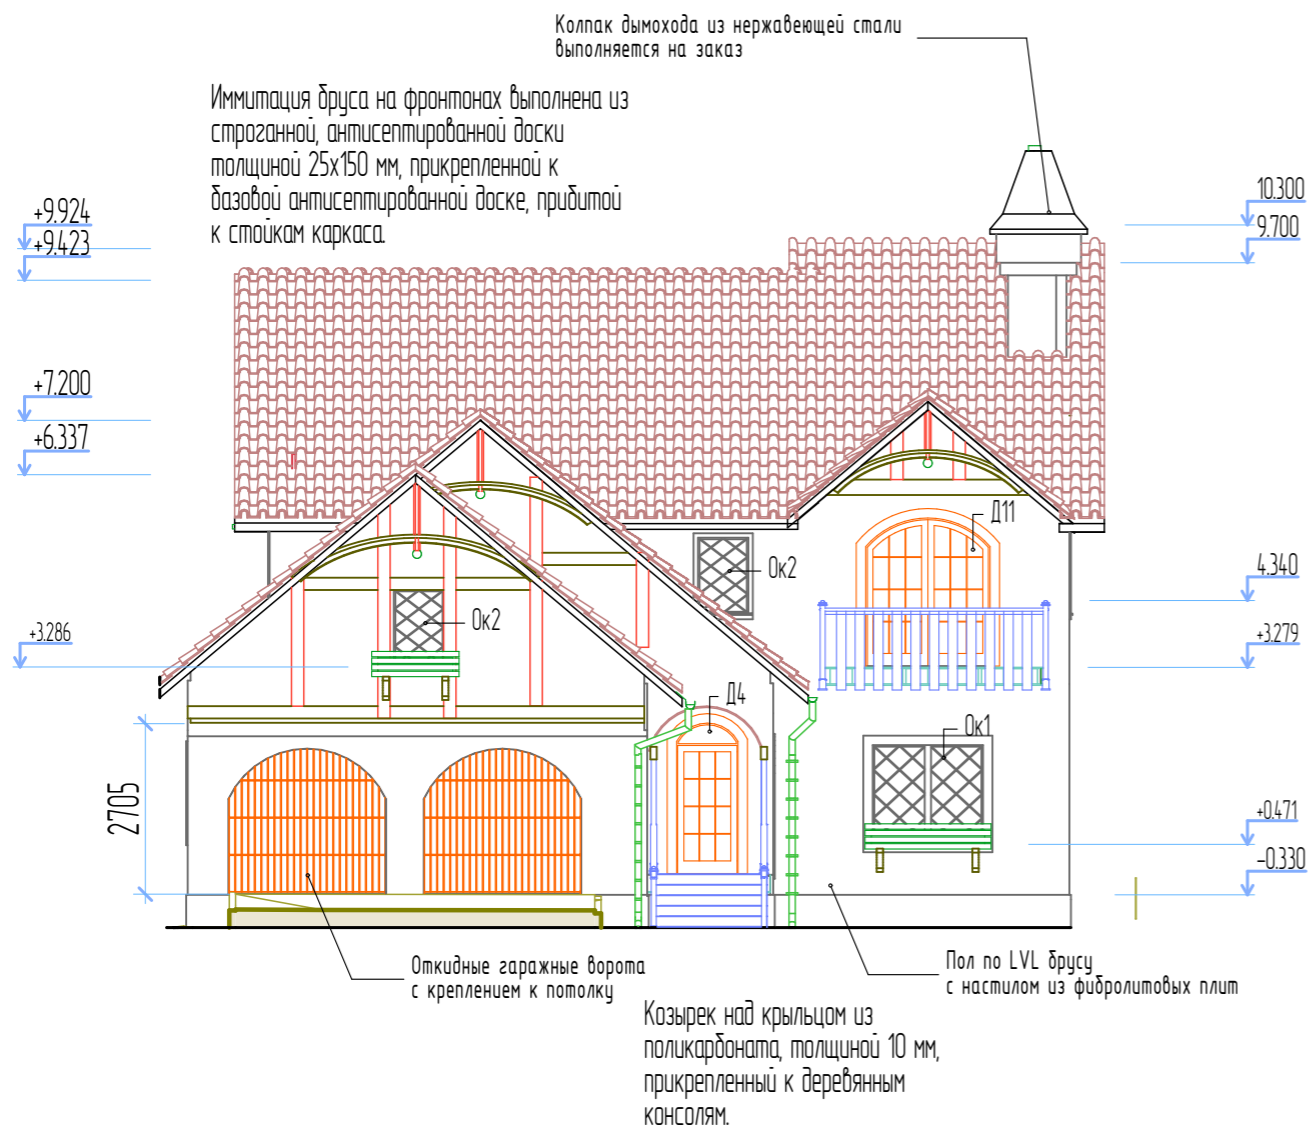 Колпак дымохода из нержавеющей стали
выполняется на заказ
Иммитация бруса на фронтонах выполнена из
строганной, антисептированной доски
толщиной 25х150 мм, прикрепленной к
базовой антисептированной доске, прибитой
к стойкам каркаса.
+9.924
+9.423
+7.200
+6.337
+3.286
2705
10.300
9.700
4.340
+3.279
+0.471
-0.330
Д11
Ок2
Ок2
Д4
Ок1
Откидные гаражные ворота
с креплением к потолку
Пол по LVL брусу
с настилом из фибролитовых плит
Козырек над крыльцом из
поликарбоната, толщиной 10 мм,
прикрепленный к деревянным
консолям.